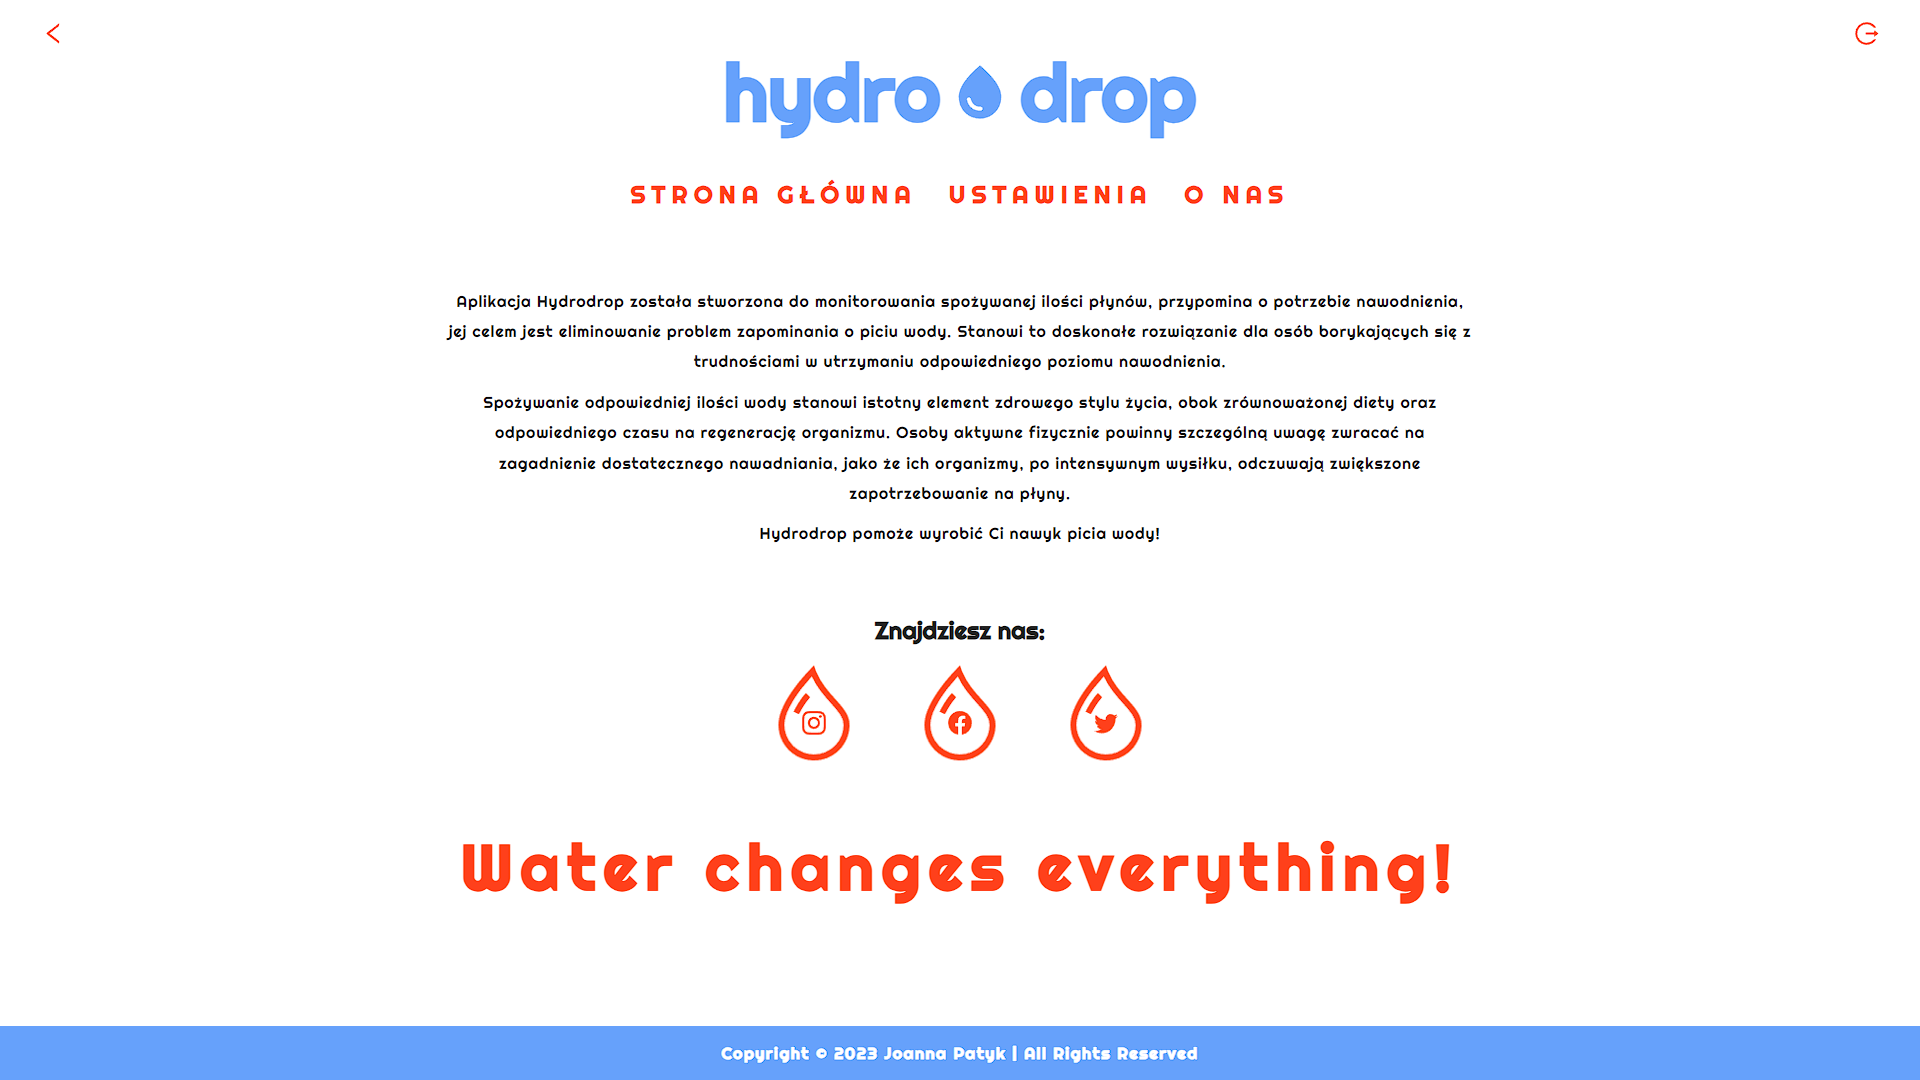 hydro drop
STRONA GŁÓWNA USTAWIENIA O NAS
Aplikacja Hydrodrop została stworzona do monitorowania spożywanej ilości płynów, przypomina o potrzebie nawodnienia,
jej celem jest eliminowanie problem zapominania o piciu wody. Stanowi to doskonałe rozwiązanie dla osób borykających się z
trudnościami w utrzymaniu odpowiedniego poziomu nawodnienia.
Spożywanie odpowiedniej ilości wody stanowi istotny element zdrowego stylu życia, obok zrównoważonej diety oraz
odpowiedniego czasu na regenerację organizmu. Osoby aktywne fizycznie powinny szczególną uwagę zwracać na
zagadnienie dostatecznego nawadniania, jako że ich organizmy, po intensywnym wysiłku, odczuwają zwiększone
zapotrzebowanie na płyny.
Hydrodrop pomoże wyrobić Ci nawyk picia wody!
Znajdziesz nas:
Water changes everything!
Copyright © 2023 Joanna Patyk | All Rights Reserved